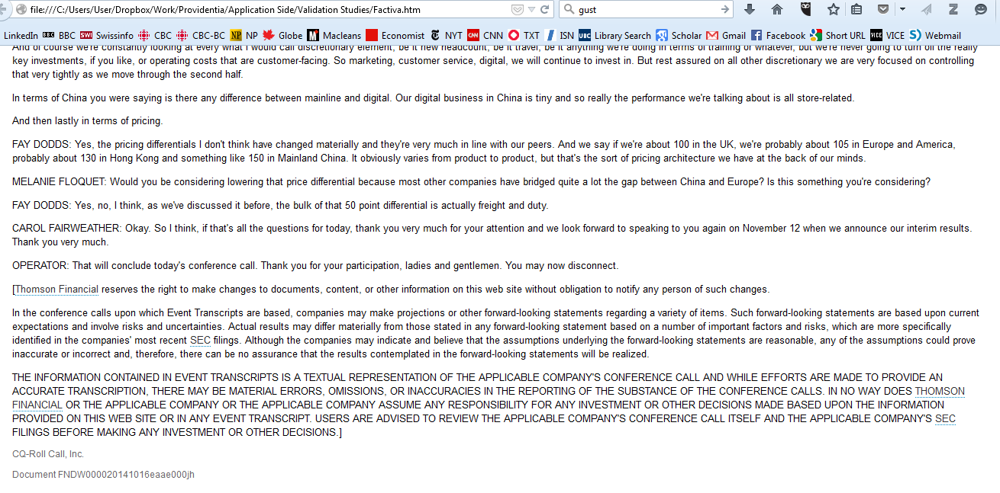 file:///C:/Users/User/Dropbox/Work/Providentia/Application Side/Validation Studies/Factiva.htm
gust
LinkedIn BBC BBC SWI Swissinfo CBC CBC-BC NP NP Globe M Macleans Economist NYT CNN CNN TXT ISN UBC Library Search Scholar Gmail Facebook Short URL VICE VICE Webmail
And of course we're constantly looking at every what I would call discretionary element, be it new headcount, be it travel, be it anything we're doing in terms of training or whatever, but we're never going to turn off the really
key investments, if you like, or operating costs that are customer-facing. So marketing, customer service, digital, we will continue to invest in. But rest assured on all other discretionary we are very focused on controlling
that very tightly as we move through the second half.
In terms of China you were saying is there any difference between mainline and digital. Our digital business in China is tiny and so really the performance we're talking about is all store-related.
And then lastly in terms of pricing.
FAY DODDS: Yes, the pricing differentials I don't think have changed materially and they're very much in line with our peers. And we say if we're about 100 in the UK, we're probably about 105 in Europe and America,
probably about 130 in Hong Kong and something like 150 in Mainland China. It obviously varies from product to product, but that's the sort of pricing architecture we have at the back of our minds.
MELANIE FLOQUET: Would you be considering lowering that price differential because most other companies have bridged quite a lot the gap between China and Europe? Is this something you're considering?
FAY DODDS: Yes, no, I think, as we've discussed it before, the bulk of that 50 point differential is actually freight and duty.
CAROL FAIRWEATHER: Okay. So I think, if that's all the questions for today, thank you very much for your attention and we look forward to speaking to you again on November 12 when we announce our interim results.
Thank you very much.
OPERATOR: That will conclude today's conference call. Thank you for your participation, ladies and gentlemen. You may now disconnect.
[Thomson Financial reserves the right to make changes to documents, content, or other information on this web site without obligation to notify any person of such changes.
In the conference calls upon which Event Transcripts are based, companies may make projections or other forward-looking statements regarding a variety of items. Such forward-looking statements are based upon current
expectations and involve risks and uncertainties. Actual results may differ materially from those stated in any forward-looking statement based on a number of important factors and risks, which are more specifically
identified in the companies' most recent SEC filings. Although the companies may indicate and believe that the assumptions underlying the forward-looking statements are reasonable, any of the assumptions could prove
inaccurate or incorrect and, therefore, there can be no assurance that the results contemplated in the forward-looking statements will be realized.
THE INFORMATION CONTAINED IN EVENT TRANSCRIPTS IS A TEXTUAL REPRESENTATION OF THE APPLICABLE COMPANY'S CONFERENCE CALL AND WHILE EFFORTS ARE MADE TO PROVIDE AN
ACCURATE TRANSCRIPTION, THERE MAY BE MATERIAL ERRORS, OMISSIONS, OR INACCURACIES IN THE REPORTING OF THE SUBSTANCE OF THE CONFERENCE CALLS. IN NO WAY DOES THOMSON
FINANCIAL OR THE APPLICABLE COMPANY OR THE APPLICABLE COMPANY ASSUME ANY RESPONSIBILITY FOR ANY INVESTMENT OR OTHER DECISIONS MADE BASED UPON THE INFORMATION
PROVIDED ON THIS WEB SITE OR IN ANY EVENT TRANSCRIPT. USERS ARE ADVISED TO REVIEW THE APPLICABLE COMPANY'S CONFERENCE CALL ITSELF AND THE APPLICABLE COMPANY'S SEC
FILINGS BEFORE MAKING ANY INVESTMENT OR OTHER DECISIONS.]
CQ-Roll Call, Inc.
Document FNDW000020141016eaae000jh